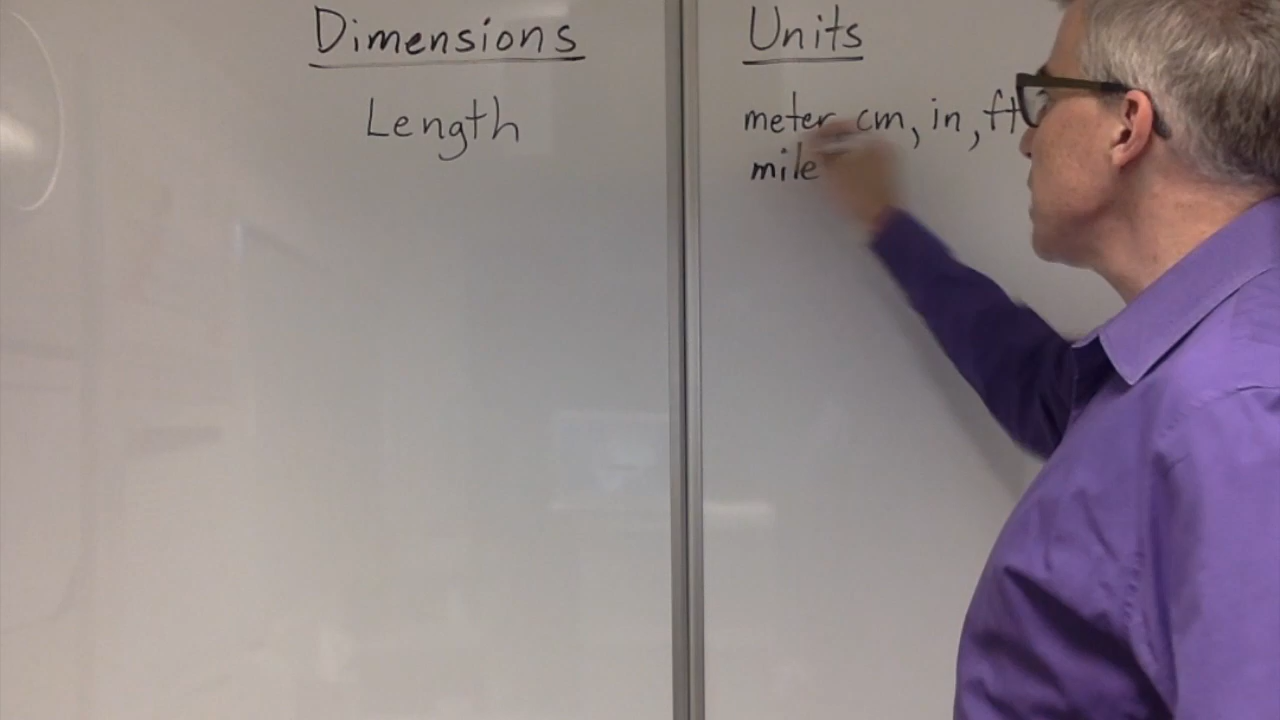 Dimensions
Units
Length
meter cm, in, ft
mile